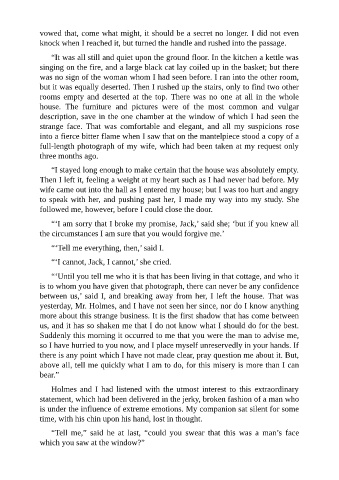 vowed that, come what might, it should be a secret no longer. I did not even
knock when I reached it, but turned the handle and rushed into the passage.
“It was all still and quiet upon the ground floor. In the kitchen a kettle was
singing on the fire, and a large black cat lay coiled up in the basket; but there
was no sign of the woman whom I had seen before. I ran into the other room,
but it was equally deserted. Then I rushed up the stairs, only to find two other
rooms empty and deserted at the top. There was no one at all in the whole
house. The furniture and pictures were of the most common and vulgar
description, save in the one chamber at the window of which I had seen the
strange face. That was comfortable and elegant, and all my suspicions rose
into a fierce bitter flame when I saw that on the mantelpiece stood a copy of a
full-length photograph of my wife, which had been taken at my request only
three months ago.
“I stayed long enough to make certain that the house was absolutely empty.
Then I left it, feeling a weight at my heart such as I had never had before. My
wife came out into the hall as I entered my house; but I was too hurt and angry
to speak with her, and pushing past her, I made my way into my study. She
followed me, however, before I could close the door.
“‘I am sorry that I broke my promise, Jack,’ said she; ‘but if you knew all
the circumstances I am sure that you would forgive me.’
“‘Tell me everything, then,’ said I.
“‘I cannot, Jack, I cannot,’ she cried.
“‘Until you tell me who it is that has been living in that cottage, and who it
is to whom you have given that photograph, there can never be any confidence
between us,’ said I, and breaking away from her, I left the house. That was
yesterday, Mr. Holmes, and I have not seen her since, nor do I know anything
more about this strange business. It is the first shadow that has come between
us, and it has so shaken me that I do not know what I should do for the best.
Suddenly this morning it occurred to me that you were the man to advise me,
so I have hurried to you now, and I place myself unreservedly in your hands. If
there is any point which I have not made clear, pray question me about it. But,
above all, tell me quickly what I am to do, for this misery is more than I can
bear.”
Holmes and I had listened with the utmost interest to this extraordinary
statement, which had been delivered in the jerky, broken fashion of a man who
is under the influence of extreme emotions. My companion sat silent for some
time, with his chin upon his hand, lost in thought.
“Tell me,” said he at last, “could you swear that this was a man’s face
which you saw at the window?”